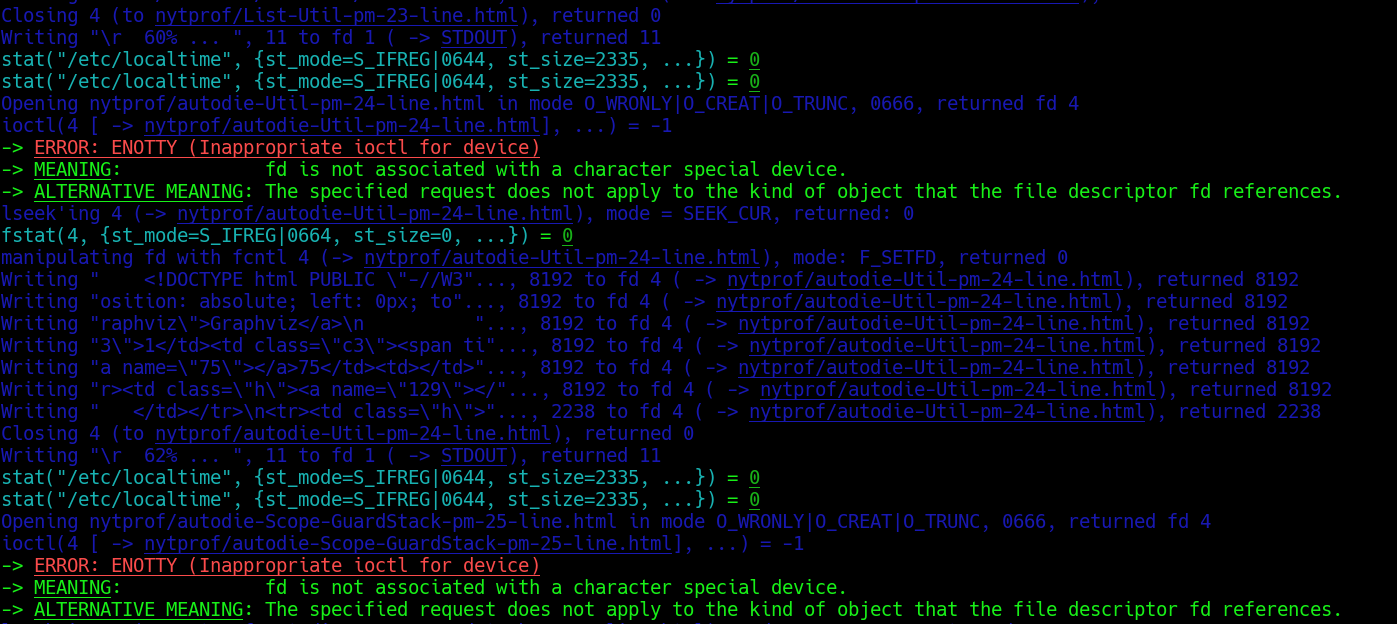 Closing 4 (to nytprof/List-Util-pm-23-line.html), returned 0
Writing "\r  60% ... ", 11 to fd 1 ( -> STDOUT), returned 11
stat("/etc/localtime", {st_mode=S_IFREG|0644, st_size=2335, ...}) = 0
stat("/etc/localtime", {st_mode=S_IFREG|0644, st_size=2335, ...}) = 0
Opening nytprof/autodie-Util-pm-24-line.html in mode O_WRONLY|O_CREAT|O_TRUNC, 0666, returned fd 4
ioctl(4 [ -> nytprof/autodie-Util-pm-24-line.html], ...) = -1
-> ERROR: ENOTTY (Inappropriate ioctl for device)
-> MEANING:             fd is not associated with a character special device.
-> ALTERNATIVE MEANING: The specified request does not apply to the kind of object that the file descriptor fd references.
lseek'ing 4 (-> nytprof/autodie-Util-pm-24-line.html), mode = SEEK_CUR, returned: 0
fstat(4, {st_mode=S_IFREG|0664, st_size=0, ...}) = 0
manipulating fd with fcntl 4 (-> nytprof/autodie-Util-pm-24-line.html), mode: F_SETFD, returned 0
Writing "    <!DOCTYPE html PUBLIC \"-//W3"..., 8192 to fd 4 ( -> nytprof/autodie-Util-pm-24-line.html), returned 8192
Writing "osition: absolute; left: 0px; to"..., 8192 to fd 4 ( -> nytprof/autodie-Util-pm-24-line.html), returned 8192
Writing "raphviz\">Graphviz</a>\n          "..., 8192 to fd 4 ( -> nytprof/autodie-Util-pm-24-line.html), returned 8192
Writing "3\">1</td><td class=\"c3\"><span ti"..., 8192 to fd 4 ( -> nytprof/autodie-Util-pm-24-line.html), returned 8192
Writing "a name=\"75\"></a>75</td><td></td>"..., 8192 to fd 4 ( -> nytprof/autodie-Util-pm-24-line.html), returned 8192
Writing "r><td class=\"h\"><a name=\"129\"></"..., 8192 to fd 4 ( -> nytprof/autodie-Util-pm-24-line.html), returned 8192
Writing "   </td></tr>\n<tr><td class=\"h\">"..., 2238 to fd 4 ( -> nytprof/autodie-Util-pm-24-line.html), returned 2238
Closing 4 (to nytprof/autodie-Util-pm-24-line.html), returned 0
Writing "\r  62% ... ", 11 to fd 1 ( -> STDOUT), returned 11
stat("/etc/localtime", {st_mode=S_IFREG|0644, st_size=2335, ...}) = 0
stat("/etc/localtime", {st_mode=S_IFREG|0644, st_size=2335, ...}) = 0
Opening nytprof/autodie-Scope-GuardStack-pm-25-line.html in mode O_WRONLY|O_CREAT|O_TRUNC, 0666, returned fd 4
ioctl(4 [ -> nytprof/autodie-Scope-GuardStack-pm-25-line.html], ...) = -1
-> ERROR: ENOTTY (Inappropriate ioctl for device)
-> MEANING:             fd is not associated with a character special device.
-> ALTERNATIVE MEANING: The specified request does not apply to the kind of object that the file descriptor fd references.